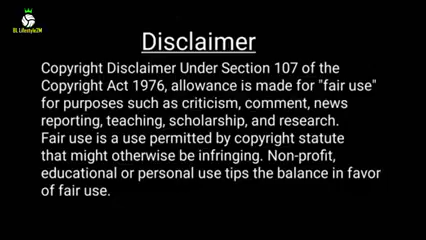 BL Lifestyle2M
Disclaimer
Copyright Disclaimer Under Section 107 of the
Copyright Act 1976, allowance is made for "fair use"
for purposes such as criticism, comment, news
reporting, teaching, scholarship, and research.
Fair use is a use permitted by copyright statute
that might otherwise be infringing. Non-profit,
educational or personal use tips the balance in favor
of fair use.